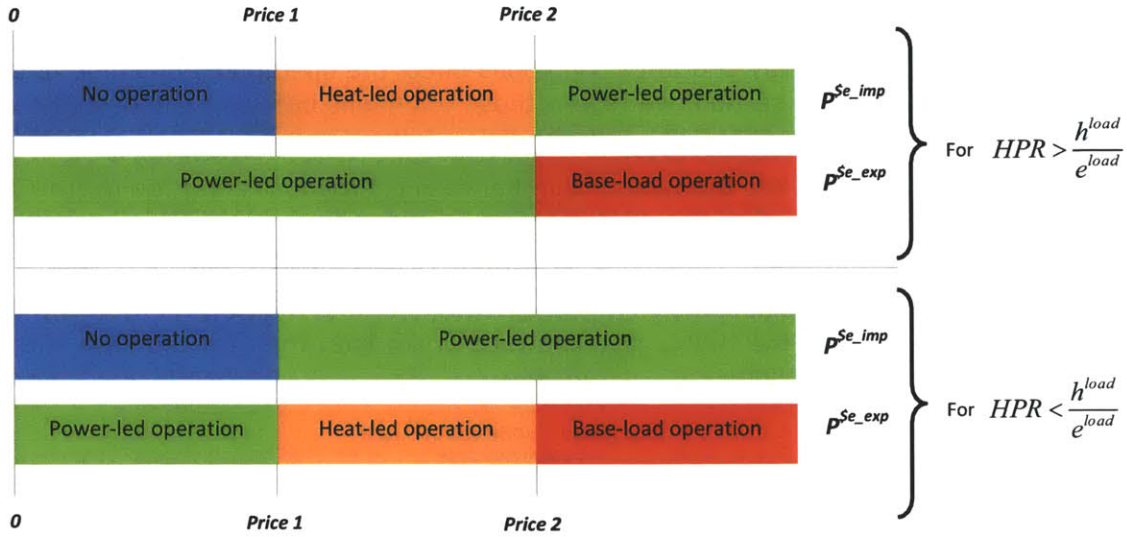 0 Price 1 Price 2
No operation Heat-led operation Power-led operation P$e_imp
Power-led operation Base-load operation P$e_exp
For HPR > h^load / e^load
No operation Power-led operation P$e_imp
Power-led operation Heat-led operation Base-load operation P$e_exp
For HPR < h^load / e^load
0 Price 1 Price 2